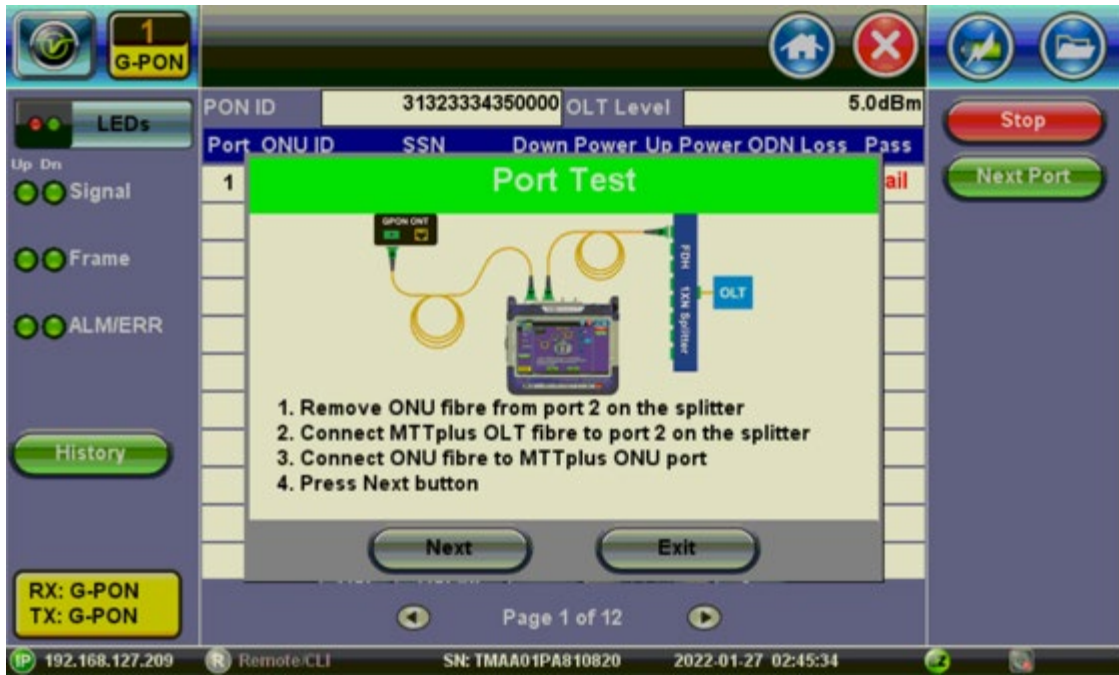 1
G-PON
PON ID 31323334350000 OLT Level 5.0dBm
LEDs
Stop
Port ONU ID SSN Down Power Up Power ODN Loss Pass
Up Dn
Signal
1
Port Test
ail
Next Port
GPON ONT
Frame
FDH 1XN Splitter
OLT
ALM/ERR
1. Remove ONU fibre from port 2 on the splitter
2. Connect MTTplus OLT fibre to port 2 on the splitter
3. Connect ONU fibre to MTTplus ONU port
4. Press Next button
History
Next
Exit
RX: G-PON
TX: G-PON
Page 1 of 12
IP 192.168.127.209 R Remote/CLI SN: TMAA01PA810820 2022-01-27 02:45:34